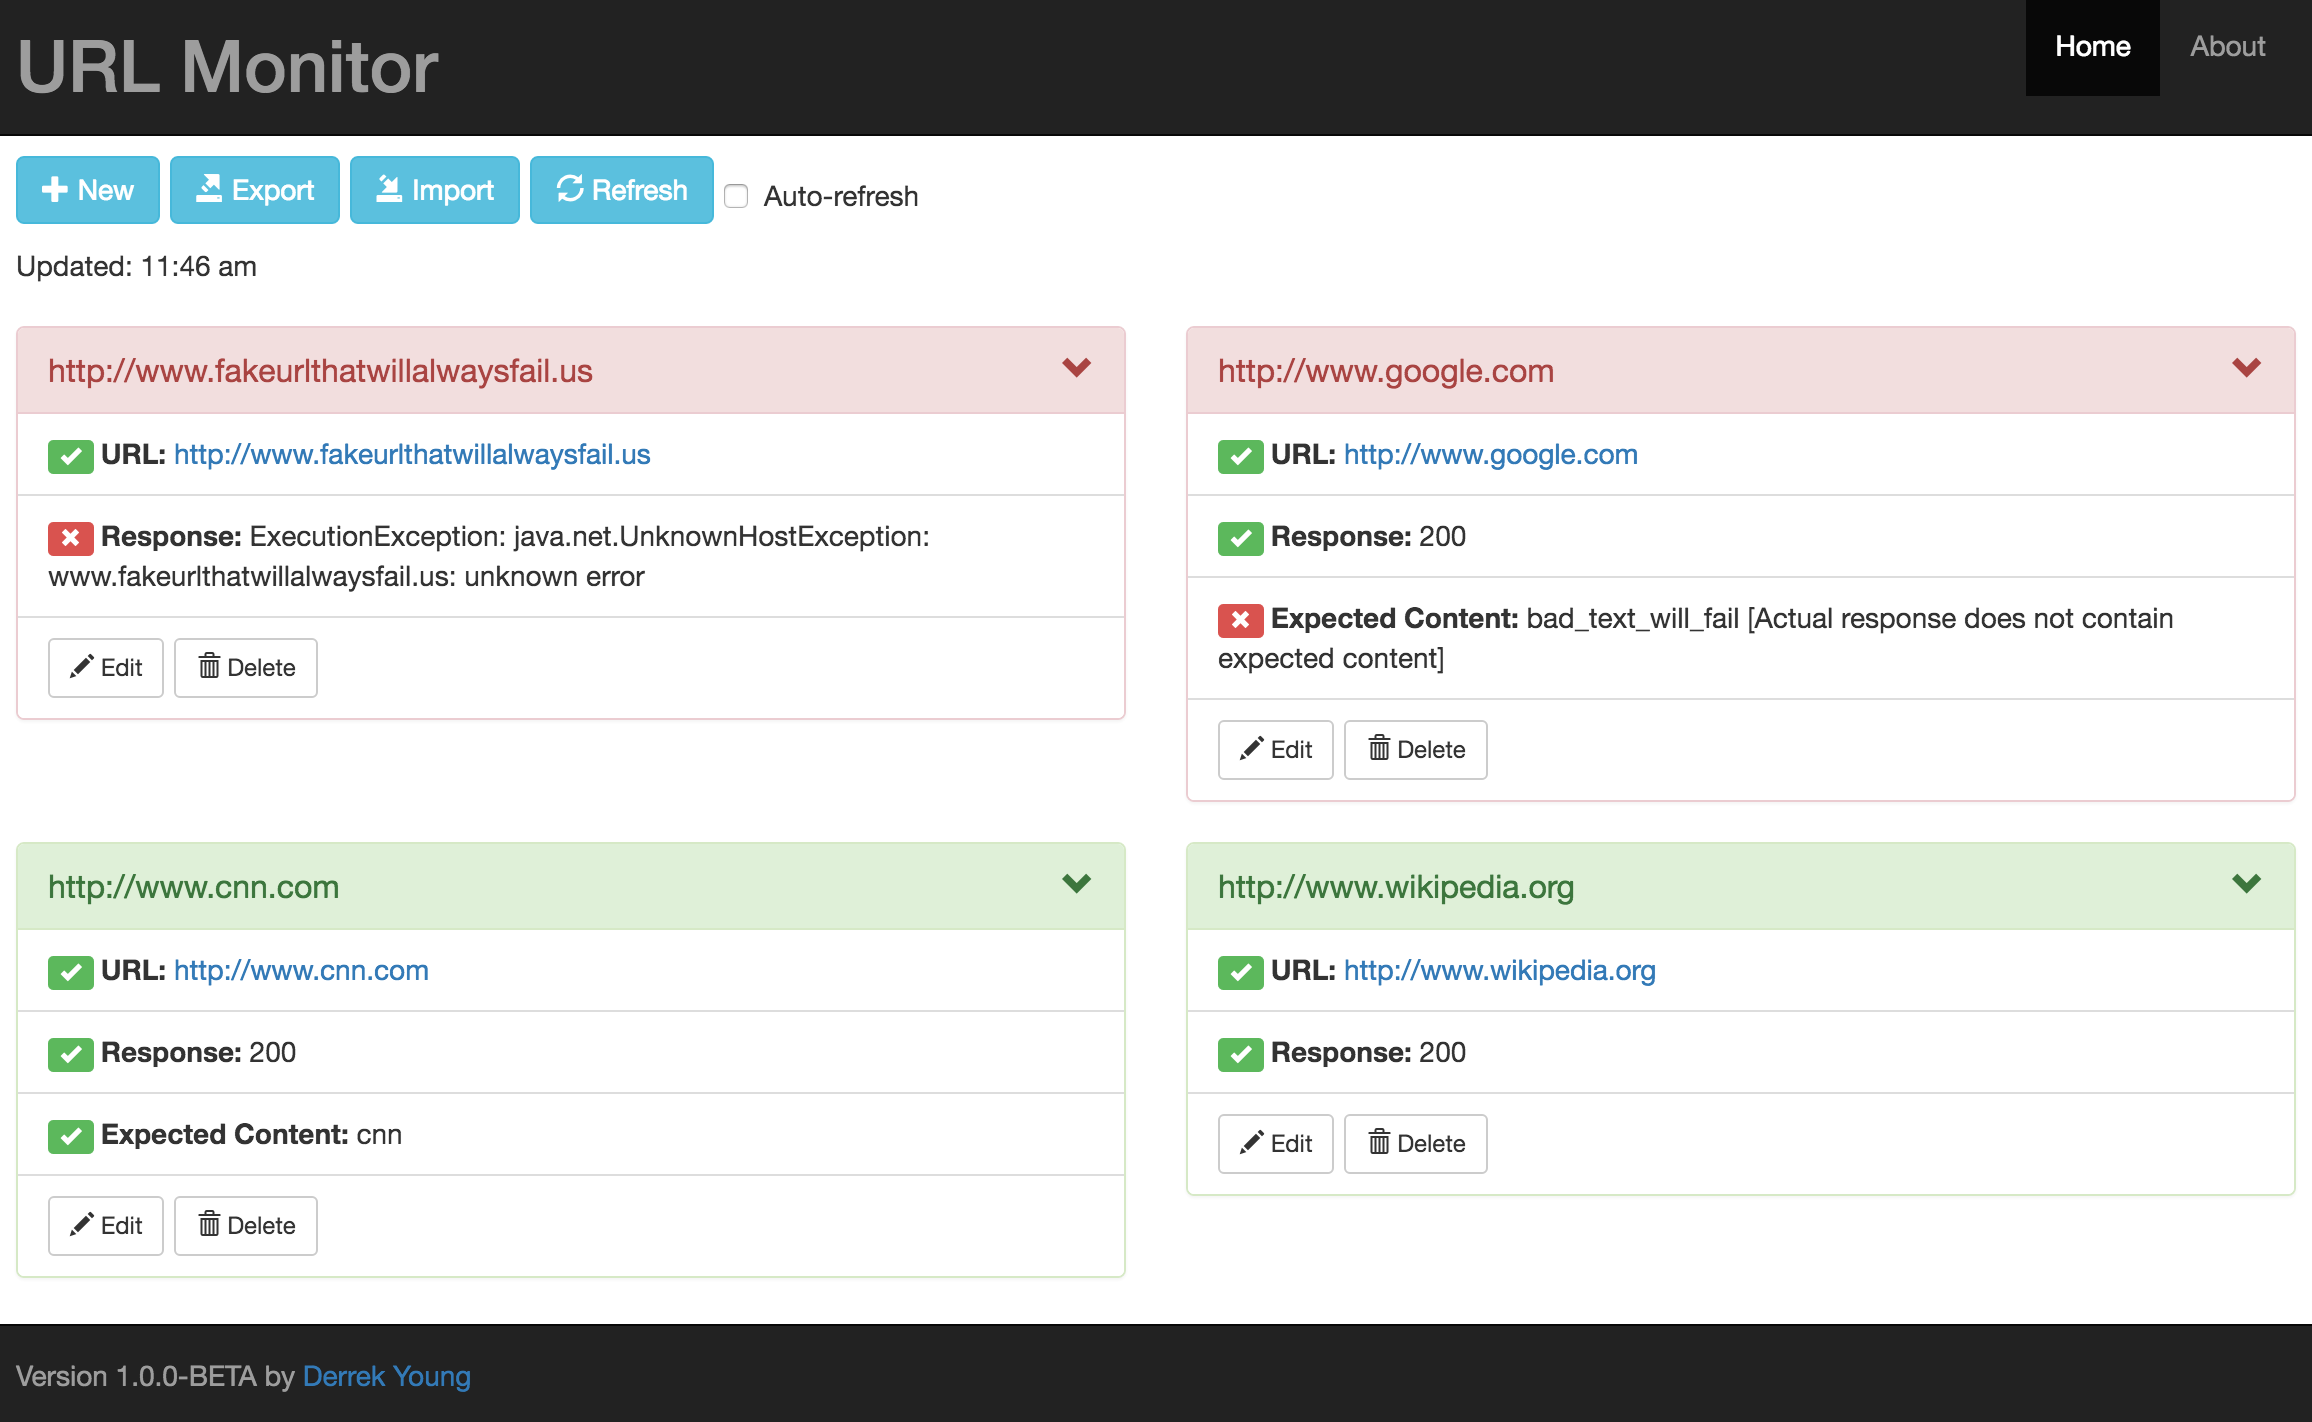 URL Monitor
Home
About
New
Export
Import
Refresh
Auto-refresh
Updated: 11:46 am
http://www.fakeurlthatwillalwaysfail.us
URL: http://www.fakeurlthatwillalwaysfail.us
Response: ExecutionException: java.net.UnknownHostException:
www.fakeurlthatwillalwaysfail.us: unknown error
Edit
Delete
http://www.google.com
URL: http://www.google.com
Response: 200
Expected Content: bad_text_will_fail [Actual response does not contain
expected content]
Edit
Delete
http://www.cnn.com
URL: http://www.cnn.com
Response: 200
Expected Content: cnn
Edit
Delete
http://www.wikipedia.org
URL: http://www.wikipedia.org
Response: 200
Edit
Delete
Version 1.0.0-BETA by Derrek Young